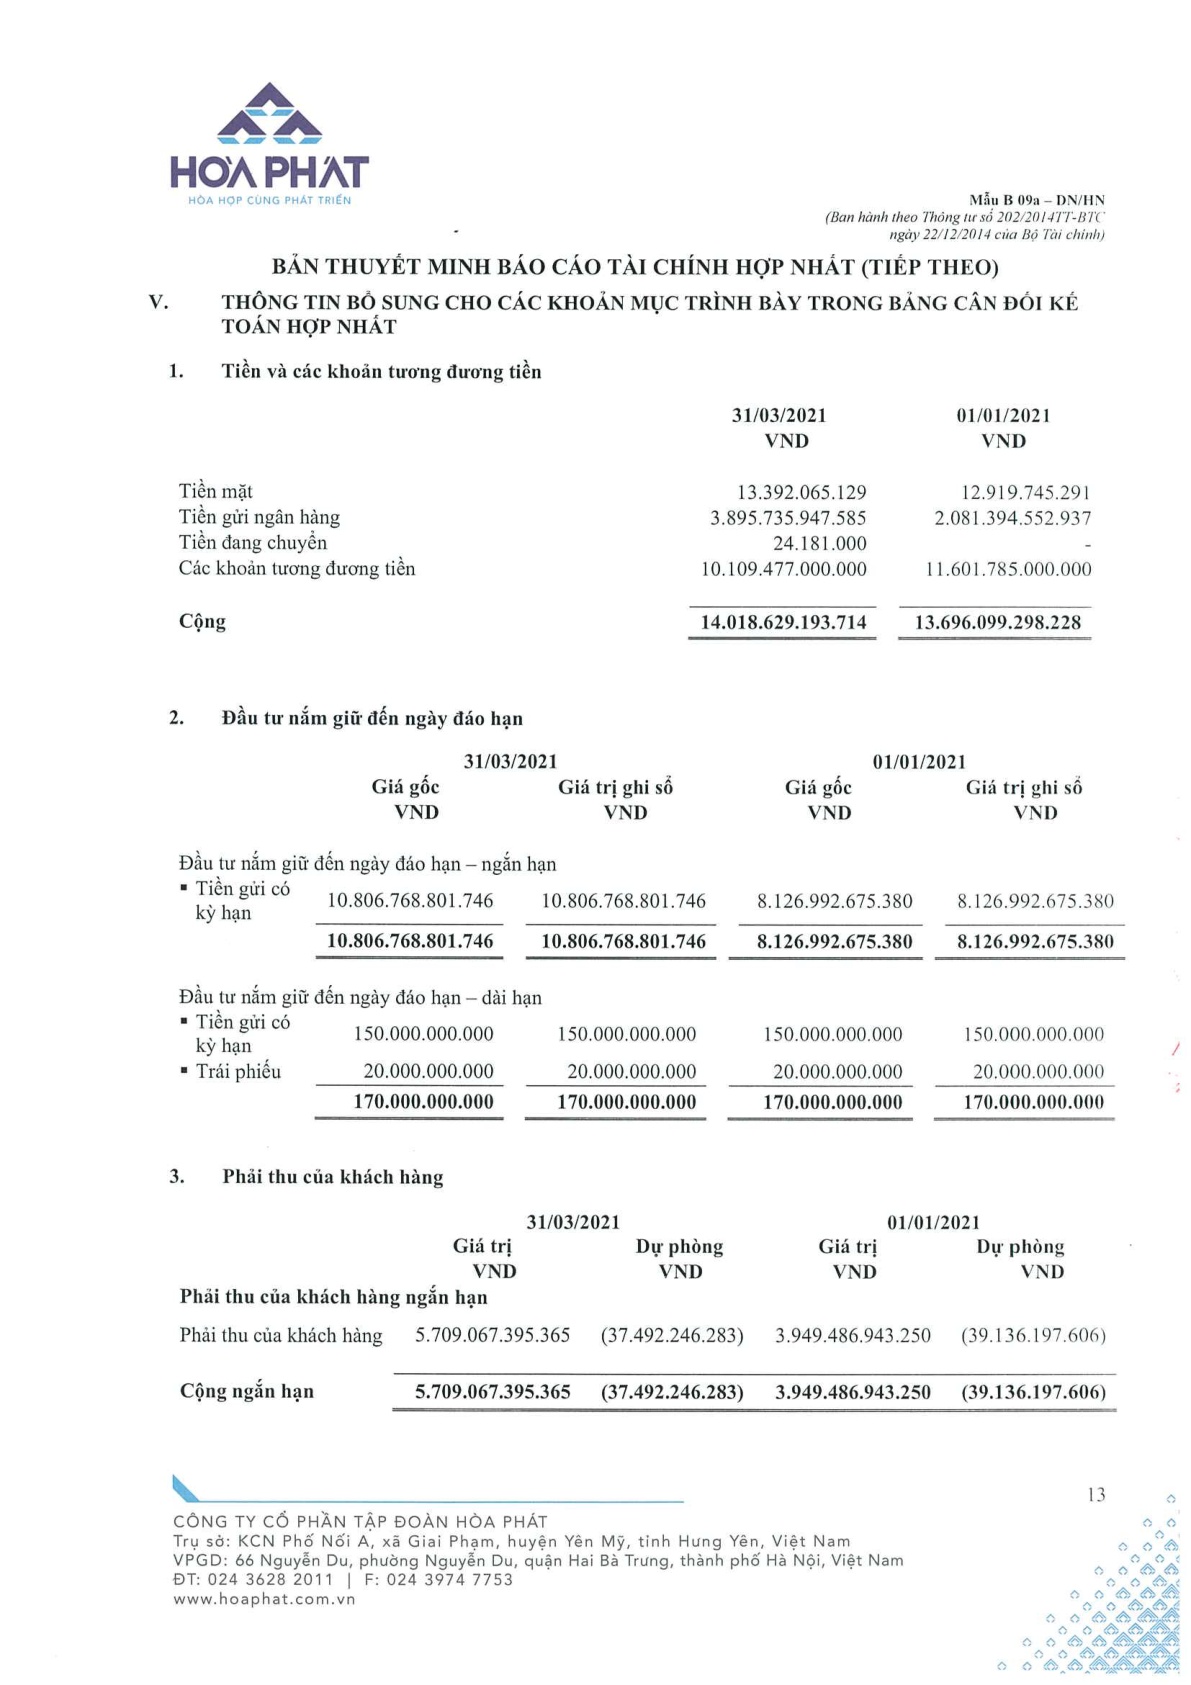 HÒA PHÁT
HÒA HỢP CÙNG PHÁT TRIỂN
Mẫu B 09a – DN/HN
(Ban hành theo Thông tư số 202/2014TT-BTC
ngày 22/12/2014 của Bộ Tài chính)
BẢN THUYẾT MINH BÁO CÁO TÀI CHÍNH HỢP NHẤT (TIẾP THEO)
V. THÔNG TIN BỔ SUNG CHO CÁC KHOẢN MỤC TRÌNH BÀY TRONG BẢNG CÂN ĐỐI KẾ
TOÁN HỢP NHẤT
1. Tiền và các khoản tương đương tiền
31/03/2021 01/01/2021
VND VND
Tiền mặt 13.392.065.129 12.919.745.291
Tiền gửi ngân hàng 3.895.735.947.585 2.081.394.552.937
Tiền đang chuyển 24.181.000 -
Các khoản tương đương tiền 10.109.477.000.000 11.601.785.000.000
Cộng 14.018.629.193.714 13.696.099.298.228
2. Đầu tư nắm giữ đến ngày đáo hạn
31/03/2021 01/01/2021
Giá gốc Giá trị ghi sổ Giá gốc Giá trị ghi sổ
VND VND VND VND
Đầu tư nắm giữ đến ngày đáo hạn – ngắn hạn
▪ Tiền gửi có
kỳ hạn 10.806.768.801.746 10.806.768.801.746 8.126.992.675.380 8.126.992.675.380
10.806.768.801.746 10.806.768.801.746 8.126.992.675.380 8.126.992.675.380
Đầu tư nắm giữ đến ngày đáo hạn – dài hạn
▪ Tiền gửi có
kỳ hạn 150.000.000.000 150.000.000.000 150.000.000.000 150.000.000.000
▪ Trái phiếu 20.000.000.000 20.000.000.000 20.000.000.000 20.000.000.000
170.000.000.000 170.000.000.000 170.000.000.000 170.000.000.000
3. Phải thu của khách hàng
31/03/2021 01/01/2021
Giá trị Dự phòng Giá trị Dự phòng
VND VND VND VND
Phải thu của khách hàng ngắn hạn
Phải thu của khách hàng 5.709.067.395.365 (37.492.246.283) 3.949.486.943.250 (39.136.197.606)
Cộng ngắn hạn 5.709.067.395.365 (37.492.246.283) 3.949.486.943.250 (39.136.197.606)
13
CÔNG TY CỔ PHẦN TẬP ĐOÀN HÒA PHÁT
Trụ sở: KCN Phố Nối A, xã Giai Phạm, huyện Yên Mỹ, tỉnh Hưng Yên, Việt Nam
VPGD: 66 Nguyễn Du, phường Nguyễn Du, quận Hai Bà Trưng, thành phố Hà Nội, Việt Nam
ĐT: 024 3628 2011 | F: 024 3974 7753
www.hoaphat.com.vn